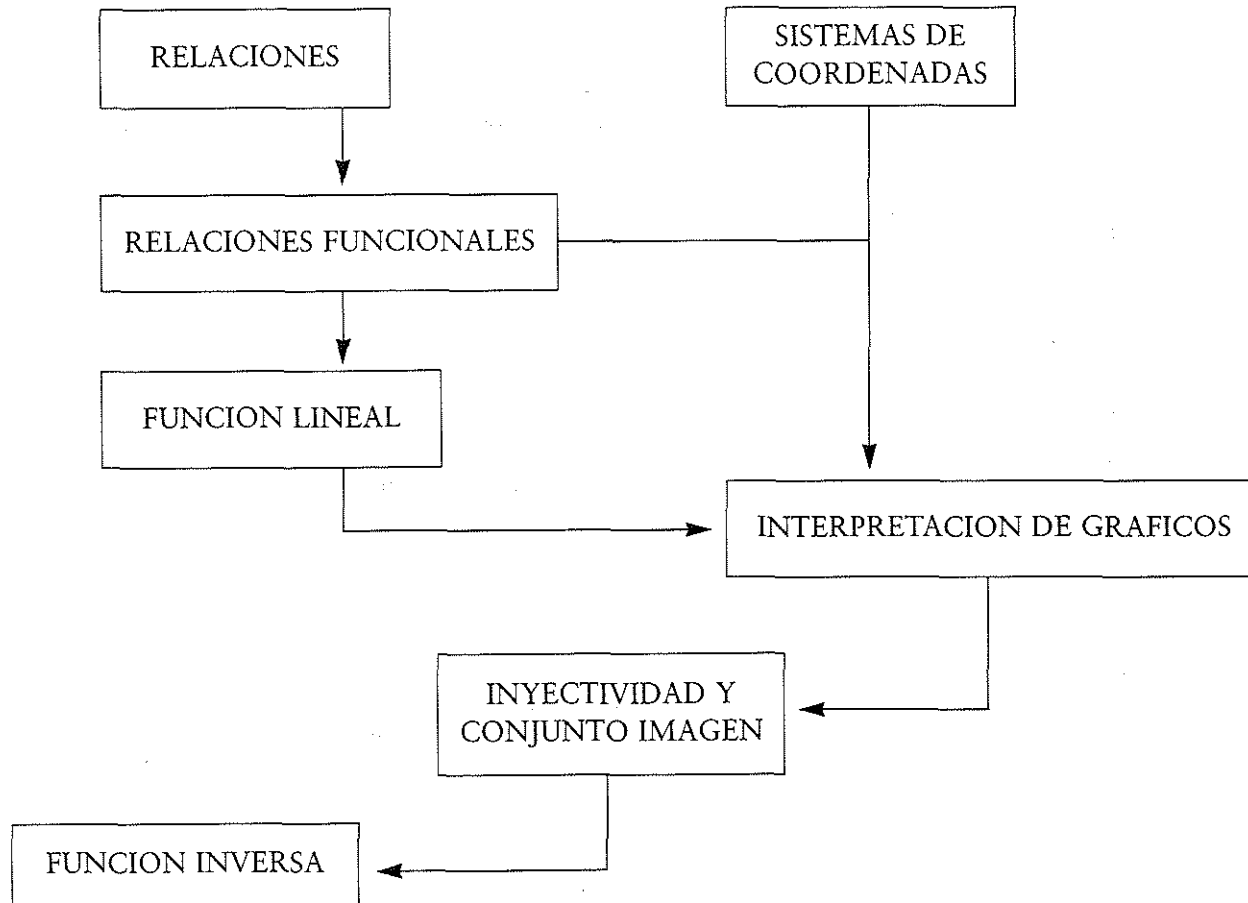 RELACIONES
SISTEMAS DE
COORDENADAS
RELACIONES FUNCIONALES
FUNCION LINEAL
INTERPRETACION DE GRAFICOS
INYECTIVIDAD Y
CONJUNTO IMAGEN
FUNCION INVERSA